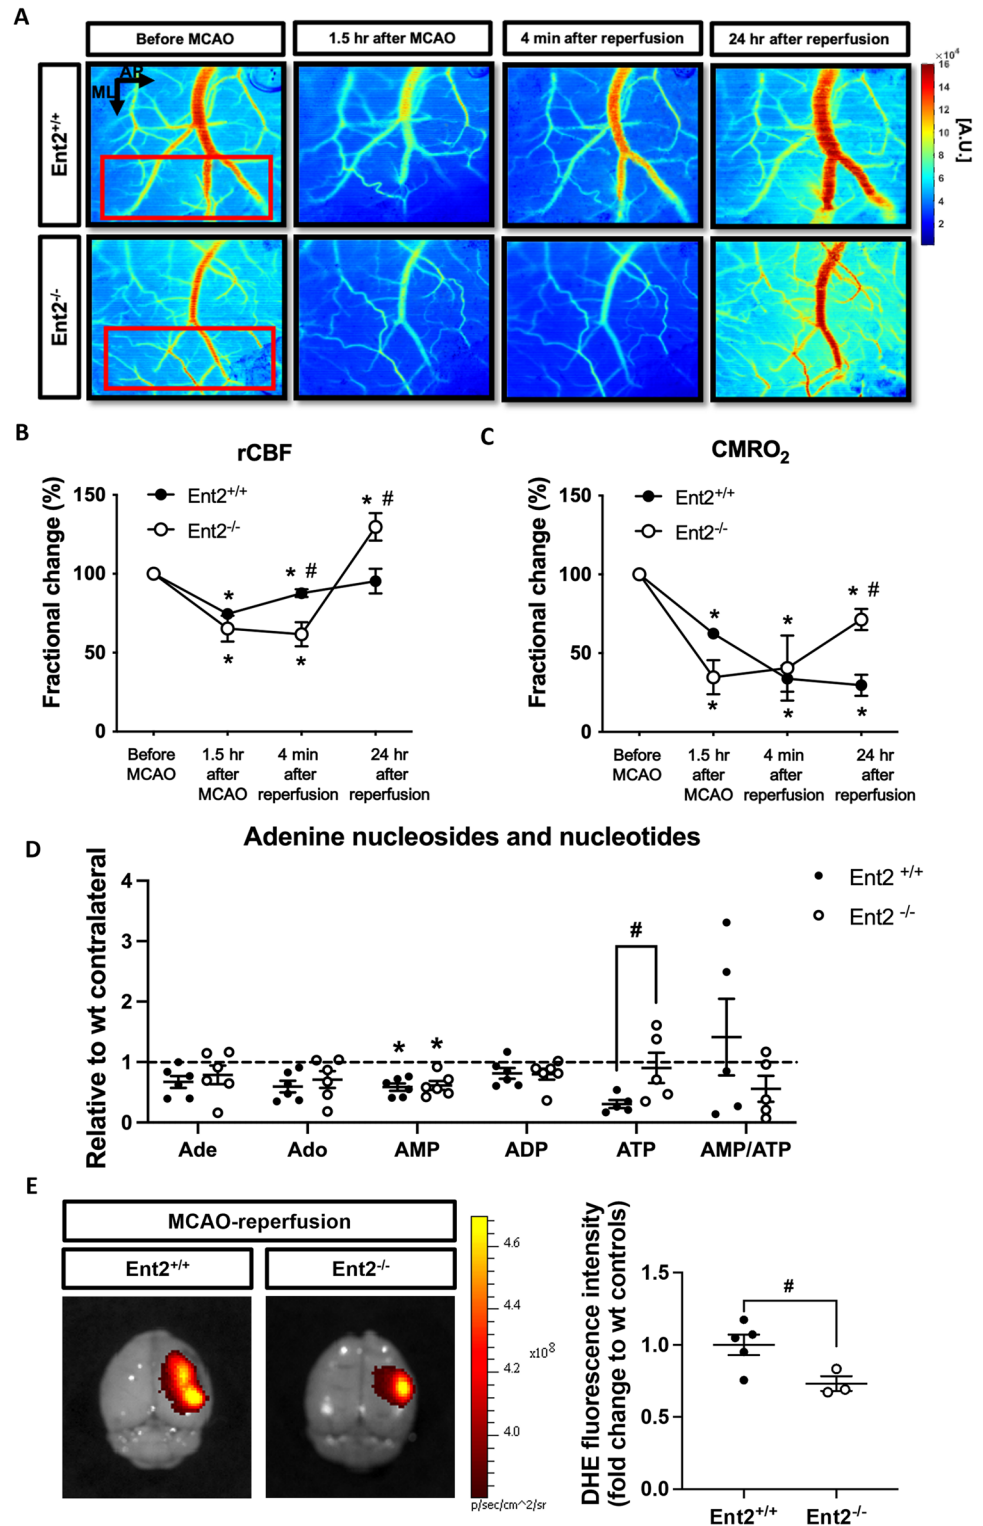 A
Before MCAO
1.5 hr after MCAO
4 min after reperfusion
24 hr after reperfusion
Ent2+/+
AP
ML
×10⁴
16
14
12
10
8
6
4
2
[A.U.]
Ent2-/-
B
rCBF
Fractional change (%)
150
100
50
0
Ent2+/+
Ent2-/-
*
*
* #
*
* #
Before
MCAO
1.5 hr
after
MCAO
4 min
after
reperfusion
24 hr
after
reperfusion
C
CMRO2
Fractional change (%)
150
100
50
0
Ent2+/+
Ent2-/-
*
*
*
*
* #
*
Before
MCAO
1.5 hr
after
MCAO
4 min
after
reperfusion
24 hr
after
reperfusion
D
Adenine nucleosides and nucleotides
Relative to wt contralateral
4
3
2
1
0
*
*
#
Ent2 +/+
Ent2 -/-
Ade
Ado
AMP
ADP
ATP
AMP/ATP
E
MCAO-reperfusion
Ent2+/+
Ent2-/-
4.6
4.4
4.2
4.0
x10⁸
p/sec/cm^2/sr
DHE fluorescence intensity
(fold change to wt controls)
1.5
1.0
0.5
0.0
#
Ent2+/+
Ent2-/-